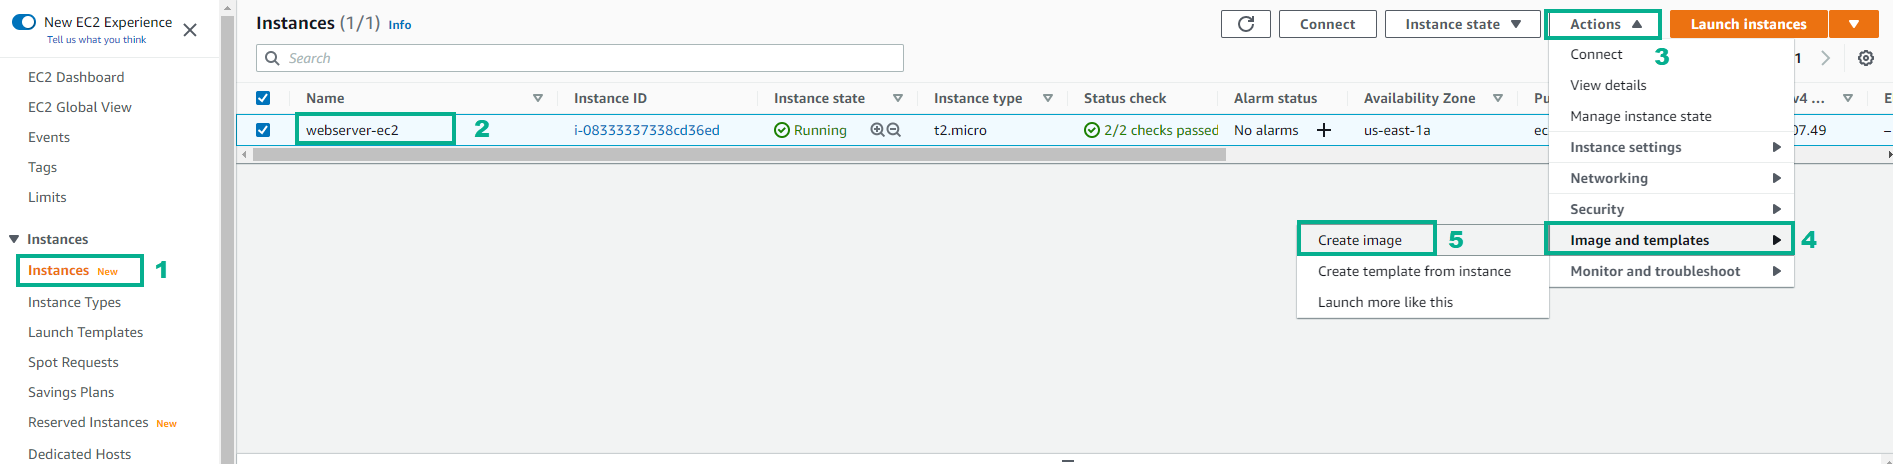 New EC2 Experience
Tell us what you think
EC2 Dashboard
EC2 Global View
Events
Tags
Limits
Instances
Instances New 1
Instance Types
Launch Templates
Spot Requests
Savings Plans
Reserved Instances New
Dedicated Hosts
Instances (1/1) Info
Connect
Instance state
Actions
Launch instances
Search
1
Name
Instance ID
Instance state
Instance type
Status check
Alarm status
Availability Zone
Pu
v4 ...
E
webserver-ec2 2
i-08333337338cd36ed
Running
t2.micro
2/2 checks passed
No alarms +
us-east-1a
ec
07.49
–
Connect 3
View details
Manage instance state
Instance settings
Networking
Security
Image and templates 4
Monitor and troubleshoot
Create image 5
Create template from instance
Launch more like this